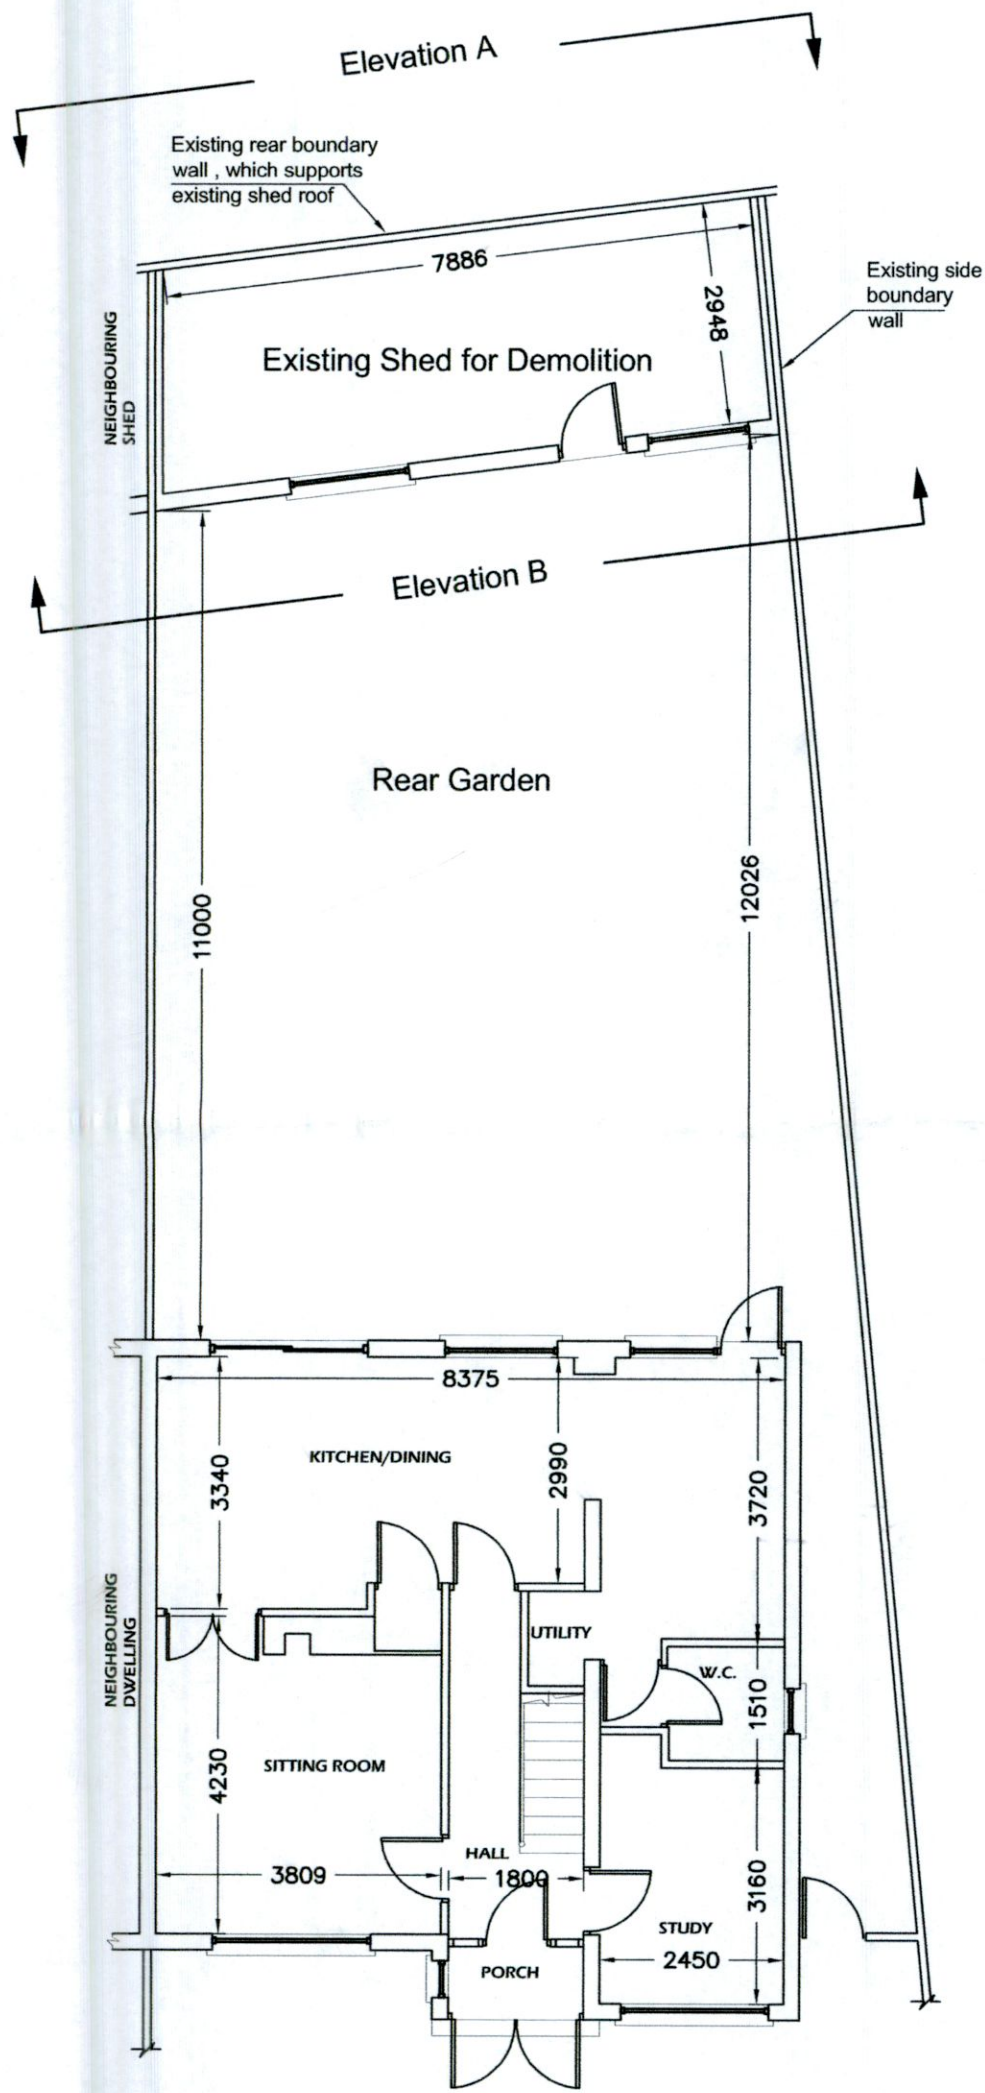 Elevation A
Existing rear boundary
wall , which supports
existing shed roof
7886
2948
Existing side
boundary
wall
NEIGHBOURING
SHED
Existing Shed for Demolition
Elevation B
Rear Garden
11000
12026
8375
KITCHEN/DINING
3340
2990
3720
NEIGHBOURING
DWELLING
UTILITY
W.C.
1510
SITTING ROOM
4230
HALL
3809
1800
3160
STUDY
2450
PORCH